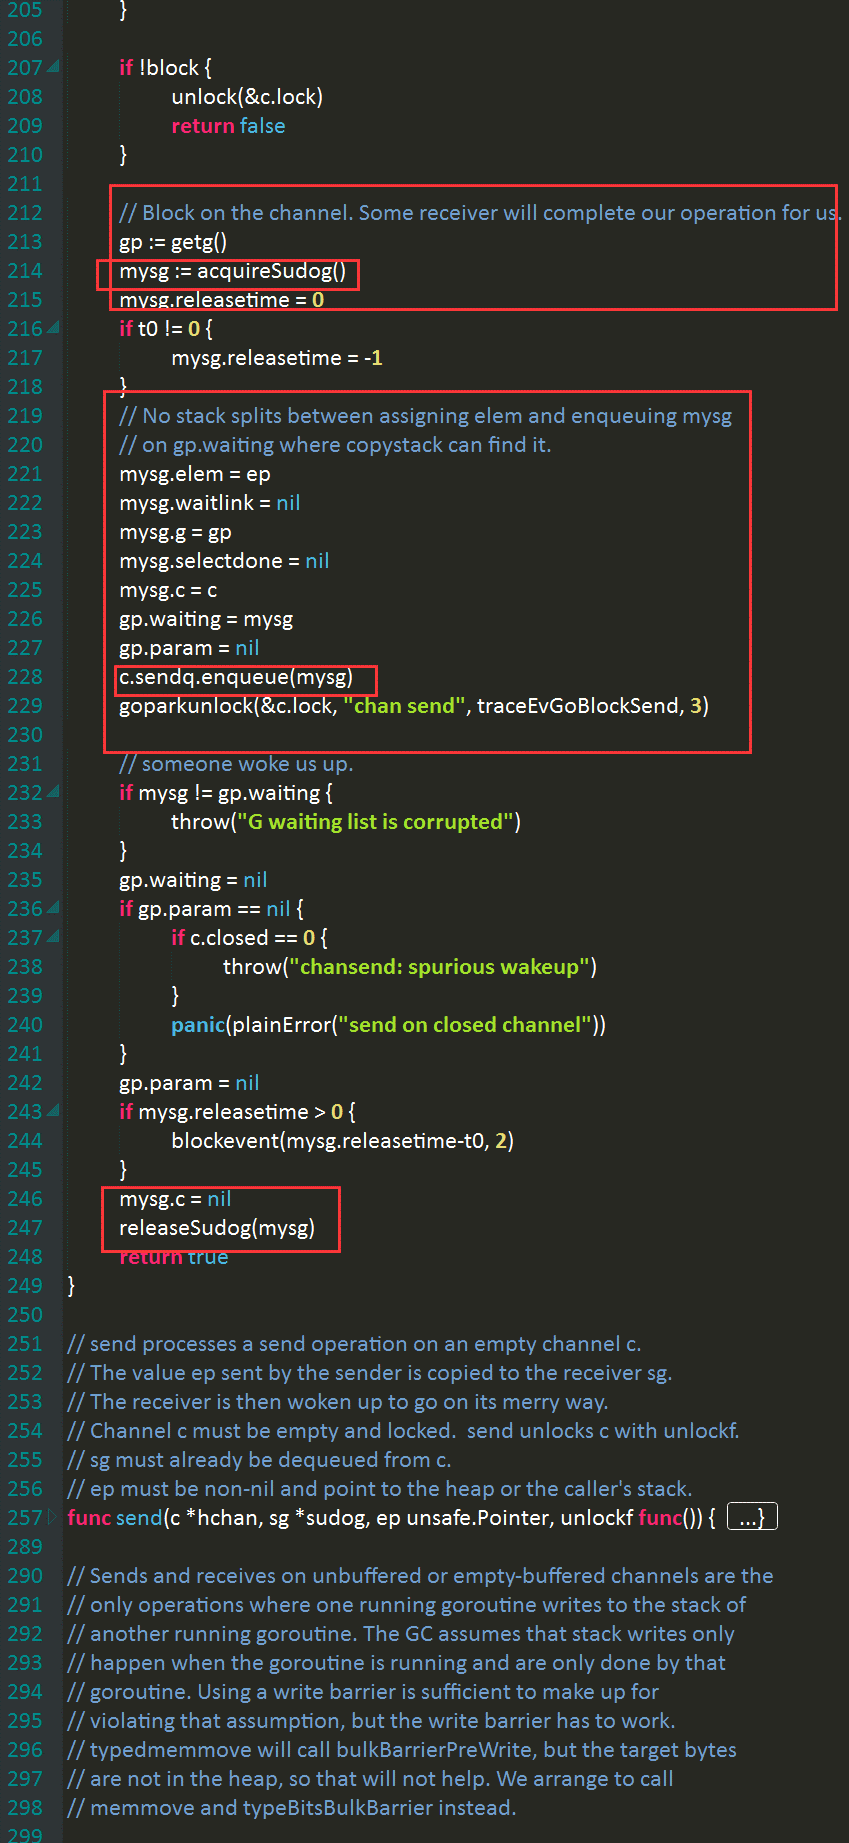 205 }
206
207 if !block {
208 unlock(&c.lock)
209 return false
210 }
211
212 // Block on the channel. Some receiver will complete our operation for us.
213 gp := getg()
214 mysg := acquireSudog()
215 mysg.releasetime = 0
216 if t0 != 0 {
217 mysg.releasetime = -1
218 }
219 // No stack splits between assigning elem and enqueuing mysg
220 // on gp.waiting where copystack can find it.
221 mysg.elem = ep
222 mysg.waitlink = nil
223 mysg.g = gp
224 mysg.selectdone = nil
225 mysg.c = c
226 gp.waiting = mysg
227 gp.param = nil
228 c.sendq.enqueue(mysg)
229 goparkunlock(&c.lock, "chan send", traceEvGoBlockSend, 3)
230
231 // someone woke us up.
232 if mysg != gp.waiting {
233 throw("G waiting list is corrupted")
234 }
235 gp.waiting = nil
236 if gp.param == nil {
237 if c.closed == 0 {
238 throw("chansend: spurious wakeup")
239 }
240 panic(plainError("send on closed channel"))
241 }
242 gp.param = nil
243 if mysg.releasetime > 0 {
244 blockevent(mysg.releasetime-t0, 2)
245 }
246 mysg.c = nil
247 releaseSudog(mysg)
248 return true
249 }
250
251 // send processes a send operation on an empty channel c.
252 // The value ep sent by the sender is copied to the receiver sg.
253 // The receiver is then woken up to go on its merry way.
254 // Channel c must be empty and locked.  send unlocks c with unlockf.
255 // sg must already be dequeued from c.
256 // ep must be non-nil and point to the heap or the caller's stack.
257 func send(c *hchan, sg *sudog, ep unsafe.Pointer, unlockf func()) { ...}
289
290 // Sends and receives on unbuffered or empty-buffered channels are the
291 // only operations where one running goroutine writes to the stack of
292 // another running goroutine. The GC assumes that stack writes only
293 // happen when the goroutine is running and are only done by that
294 // goroutine. Using a write barrier is sufficient to make up for
295 // violating that assumption, but the write barrier has to work.
296 // typedmemmove will call bulkBarrierPreWrite, but the target bytes
297 // are not in the heap, so that will not help. We arrange to call
298 // memmove and typeBitsBulkBarrier instead.
299